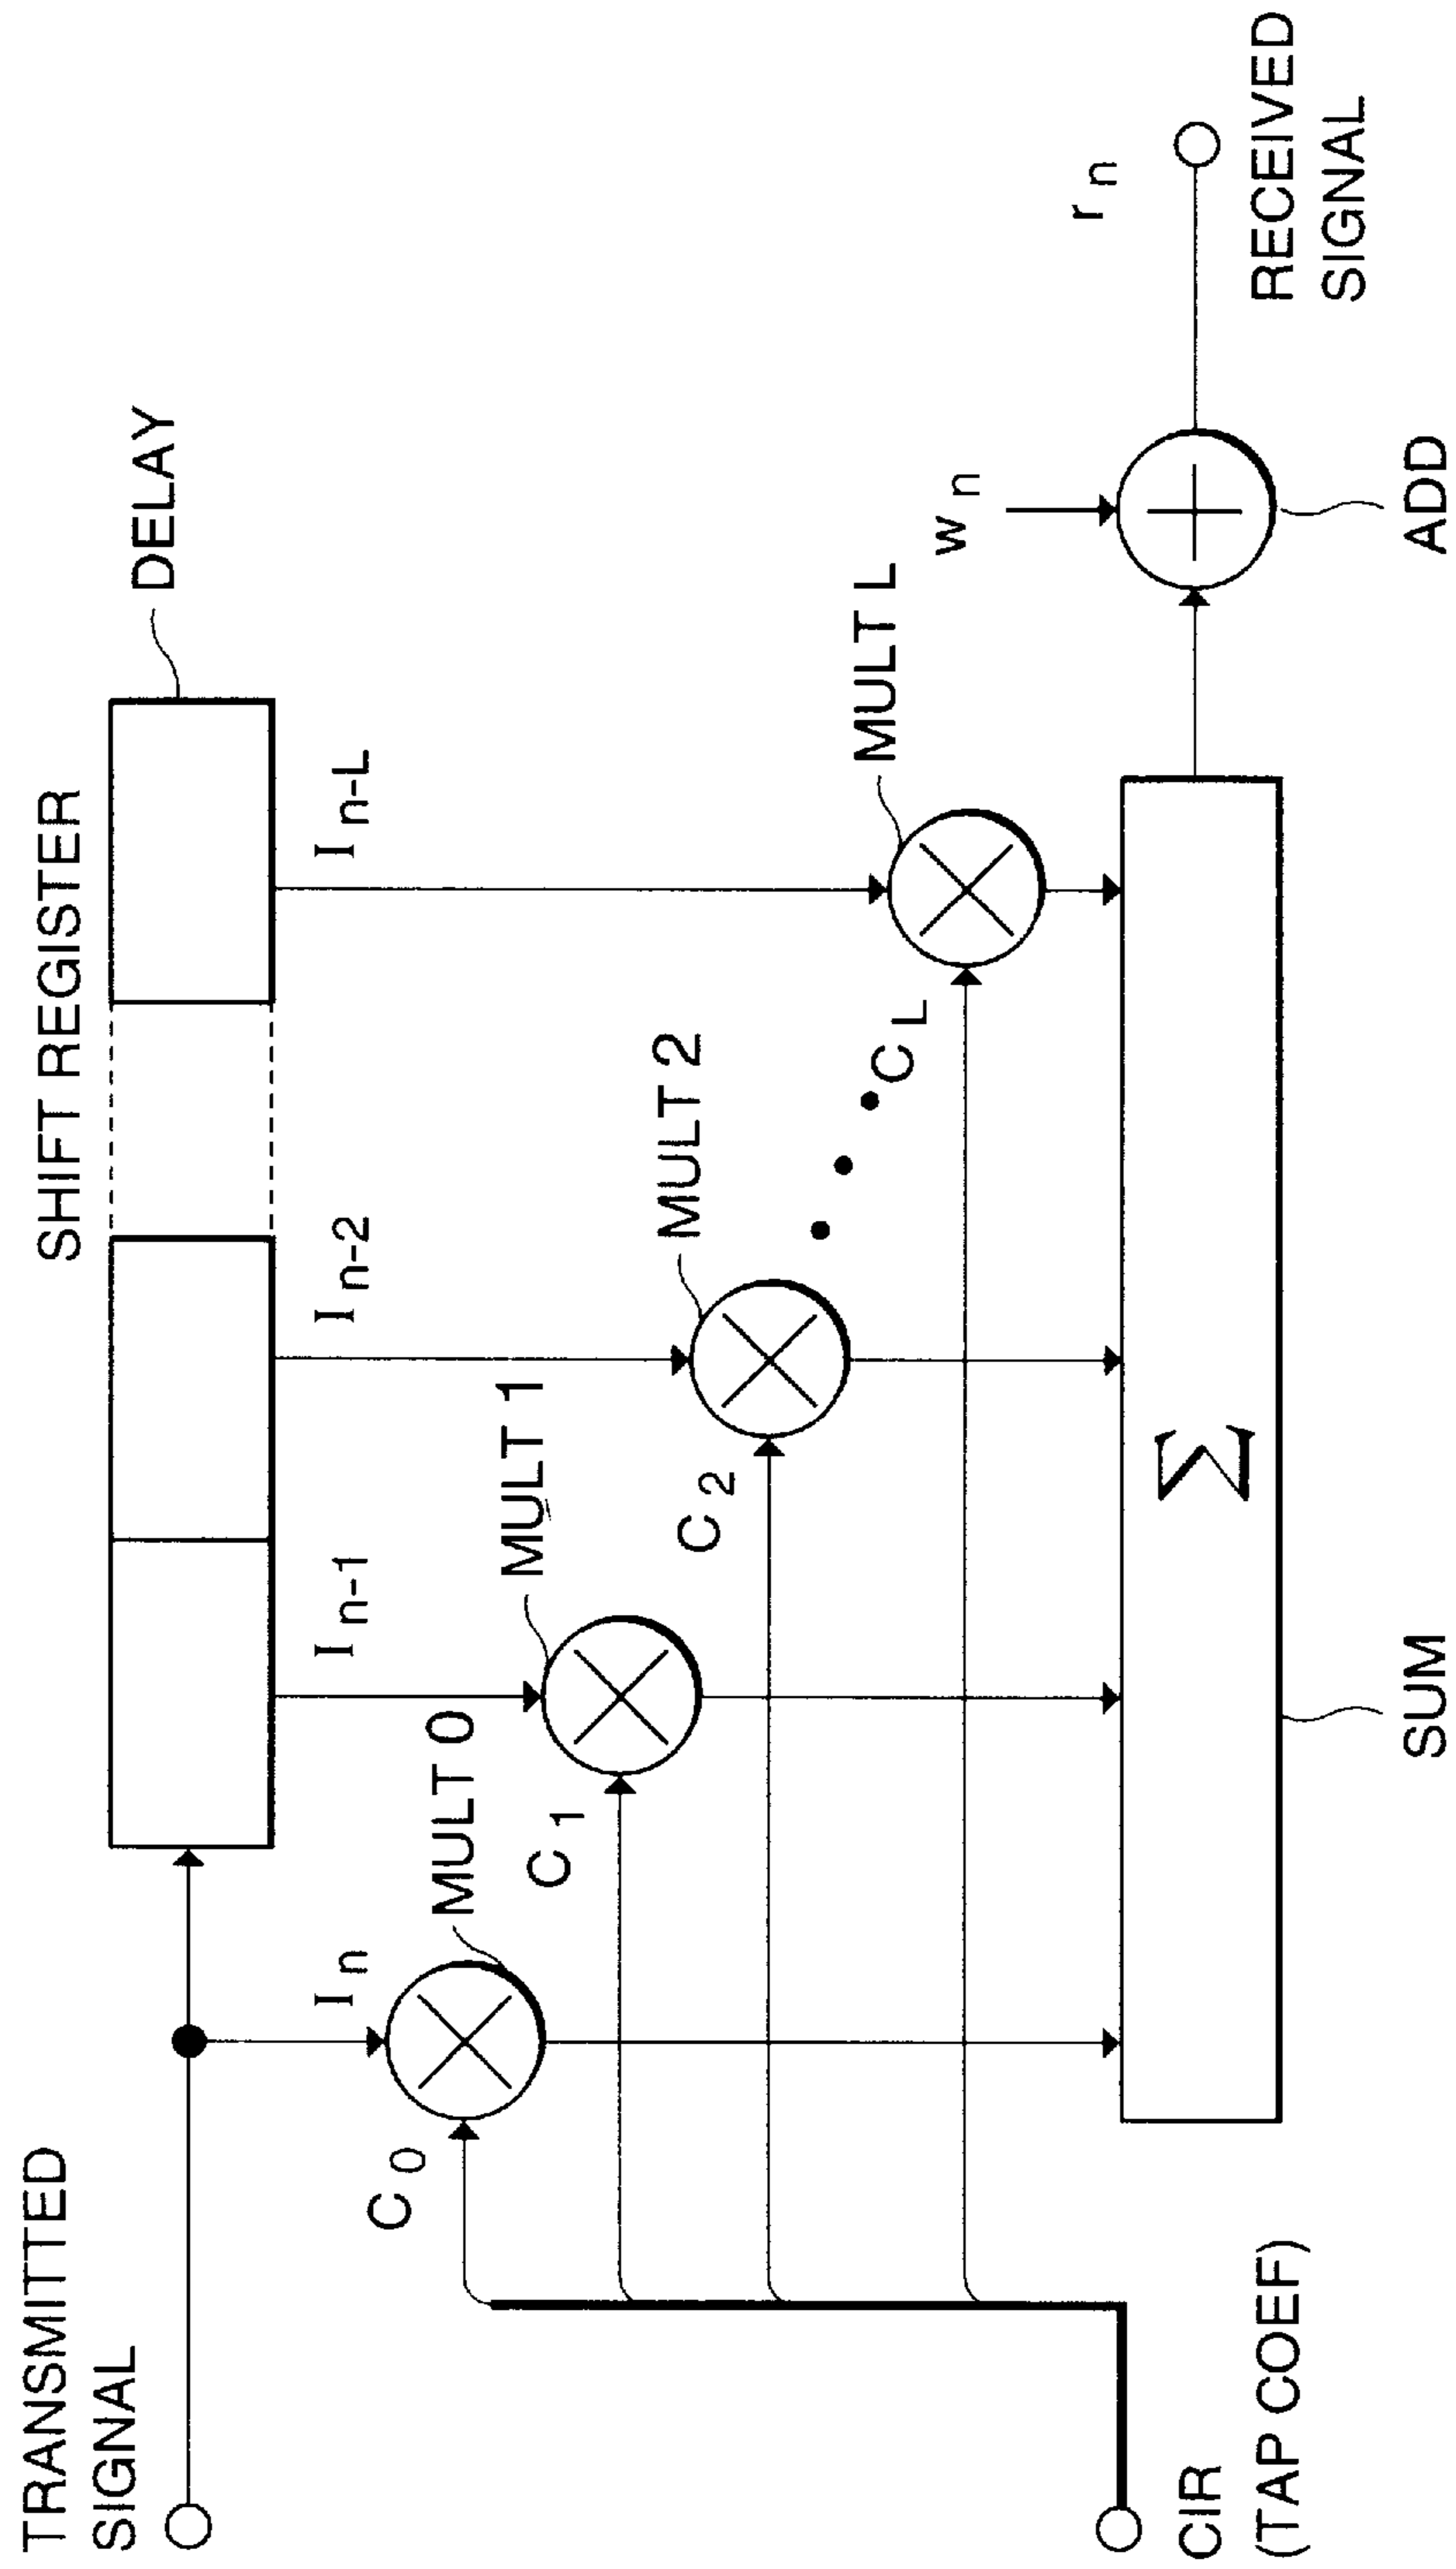 TRANSMITTED
SIGNAL
SHIFT REGISTER
DELAY
I n
I n-1
I n-2
I n-L
C 0
MULT 0
C 1
MULT 1
C 2
MULT 2
C L
MULT L
w n
r n
Σ
CIR
(TAP COEF)
SUM
ADD
RECEIVED
SIGNAL